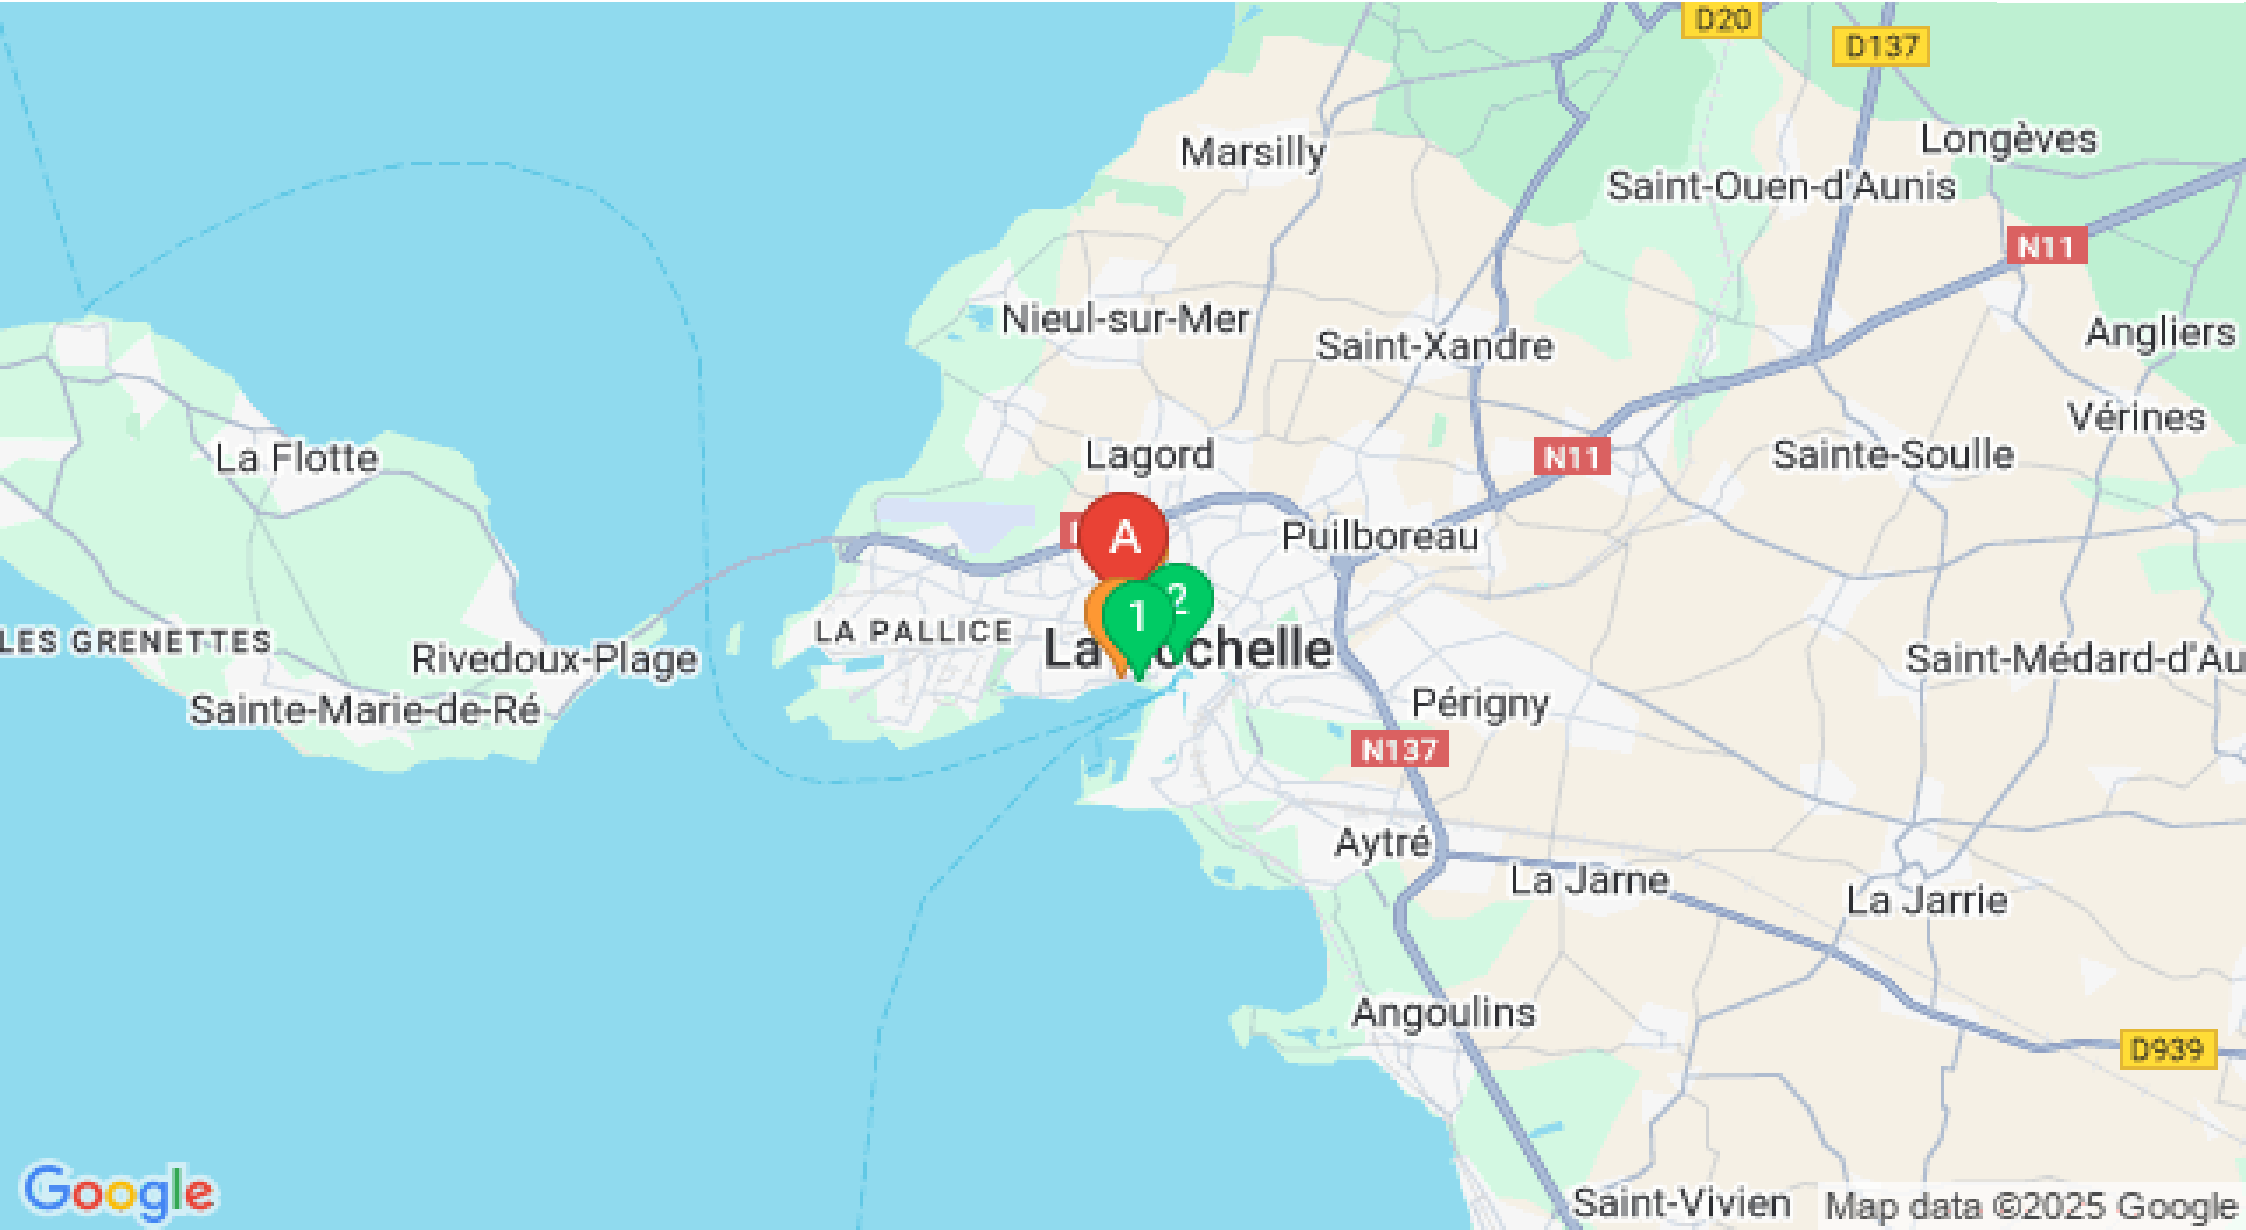 D20
D137
Longèves
Marsilly
Saint-Ouen-d'Aunis
N11
Nieul-sur-Mer
Angliers
Saint-Xandre
Vérines
La Flotte
Lagord
N11
Sainte-Soulle
A
Puilboreau
1
2
LA PALLICE
LES GRENETTES
Rivedoux-Plage
Saint-Médard-d'Au
Sainte-Marie-de-Ré
Périgny
N137
Aytré
La Jarne
La Jarrie
Angoulins
D939
Google
Saint-Vivien
Map data ©2025 Google